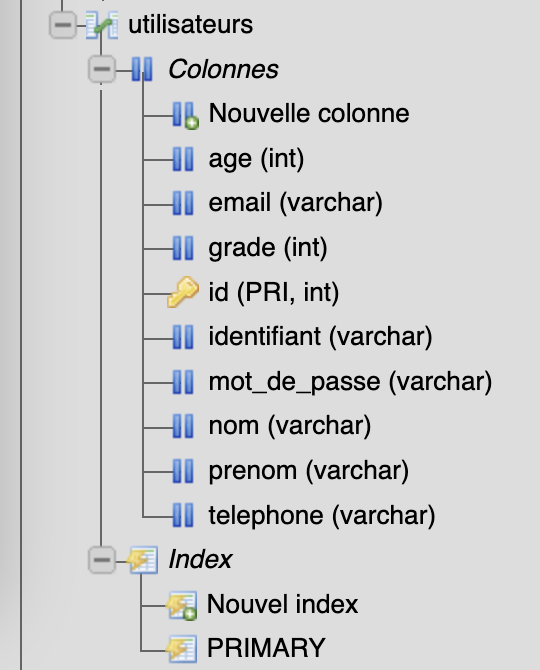 utilisateurs
Colonnes
Nouvelle colonne
age (int)
email (varchar)
grade (int)
id (PRI, int)
identifiant (varchar)
mot_de_passe (varchar)
nom (varchar)
prenom (varchar)
telephone (varchar)
Index
Nouvel index
PRIMARY